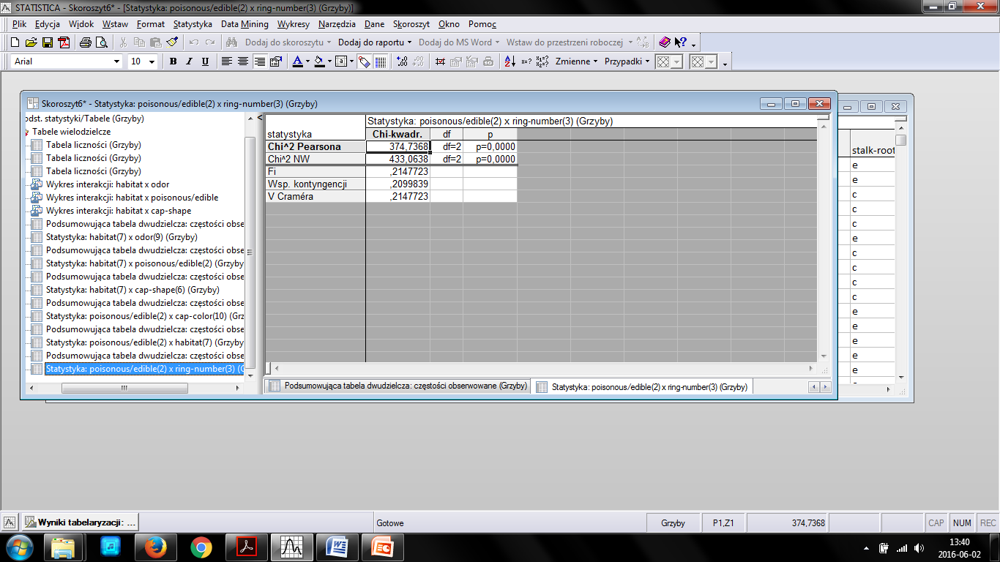 STATISTICA - Skoroszyt6* - [Statystyka: poisonous/edible(2) x ring-number(3) (Grzyby)]
Plik Edycja Widok Wstaw Format Statystyka Data Mining Wykresy Narzędzia Dane Skoroszyt Okno Pomoc
Dodaj do skoroszytu Dodaj do raportu Dodaj do MS Word Wstaw do przestrzeni roboczej
Arial 10 B I U Zmienne Przypadki
Skoroszyt6* - Statystyka: poisonous/edible(2) x ring-number(3) (Grzyby)
odst. statystyki/Tabele (Grzyby)
Tabele wielodzielcze
Tabela liczności (Grzyby)
Tabela liczności (Grzyby)
Tabela liczności (Grzyby)
Wykres interakcji: habitat x odor
Wykres interakcji: habitat x poisonous/edible
Wykres interakcji: habitat x cap-shape
Podsumowująca tabela dwudzielcza: częstości obse
Statystyka: habitat(7) x odor(9) (Grzyby)
Podsumowująca tabela dwudzielcza: częstości obse
Statystyka: habitat(7) x poisonous/edible(2) (Grzyby
Podsumowująca tabela dwudzielcza: częstości obse
Statystyka: habitat(7) x cap-shape(6) (Grzyby)
Podsumowująca tabela dwudzielcza: częstości obse
Statystyka: poisonous/edible(2) x cap-color(10) (Grz
Podsumowująca tabela dwudzielcza: częstości obse
Statystyka: poisonous/edible(2) x habitat(7) (Grzyby
Podsumowująca tabela dwudzielcza: częstości obse
Statystyka: poisonous/edible(2) x ring-number(3) (G
Statystyka: poisonous/edible(2) x ring-number(3) (Grzyby)
statystyka Chi-kwadr. df p
Chi^2 Pearsona 374,7368 df=2 p=0,0000
Chi^2 NW 433,0638 df=2 p=0,0000
Fi ,2147723
Wsp. kontyngencji ,2099839
V Craméra ,2147723
Podsumowująca tabela dwudzielcza: częstości obserwowane (Grzyby) Statystyka: poisonous/edible(2) x ring-number(3) (Grzyby)
stalk-root
e
e
c
c
c
e
c
c
c
c
e
e
e
e
e
Wyniki tabelaryzacji: ... Gotowe Grzyby P1,Z1 374,7368 CAP NUM REC
13:40
2016-06-02